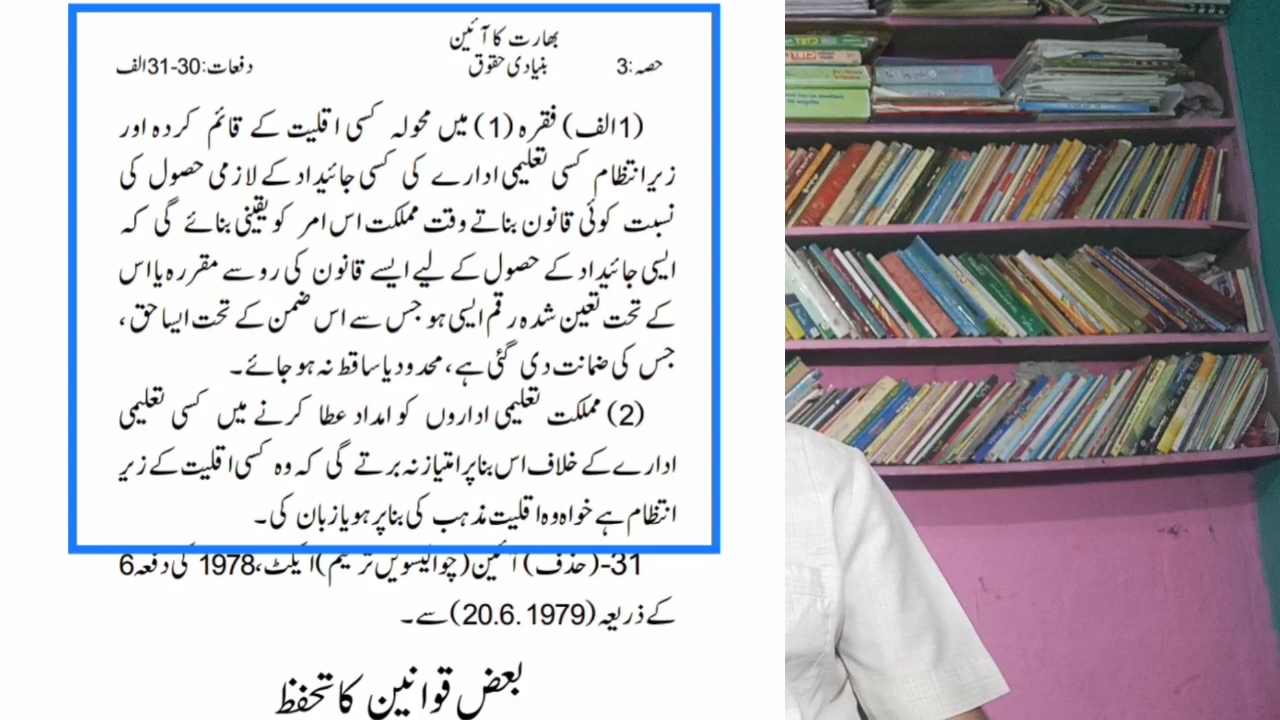 بھارت کا آئین
حصہ:3 بنیادی حقوق دفعات:30-31الف
(1الف) فقرہ (1) میں محولہ کسی اقلیت کے قائم کردہ اور
زیر انتظام کسی تعلیمی ادارے کی کسی جائیداد کے لازمی حصول کی
نسبت کوئی قانون بناتے وقت مملکت اس امر کو یقینی بنائے گی کہ
ایسی جائیداد کے حصول کے لیے ایسے قانون کی رو سے مقررہ یا اس
کے تحت تعین شدہ رقم ایسی ہو جس سے اس ضمن کے تحت ایسا حق،
جس کی ضمانت دی گئی ہے، محدود یا ساقط نہ ہو جائے۔
(2) مملکت تعلیمی اداروں کو امداد عطا کرنے میں کسی تعلیمی
ادارے کے خلاف اس بنا پر امتیاز نہ برتے گی کہ وہ کسی اقلیت کے زیر
انتظام ہے خواہ وہ اقلیت مذہب کی بنا پر ہو یا زبان کی۔
31-(حذف) آئین(چوالیسویں ترمیم)ایکٹ،1978 کی دفعہ6
کے ذریعہ (20.6.1979)سے۔
بعض قوانین کا تحفظ